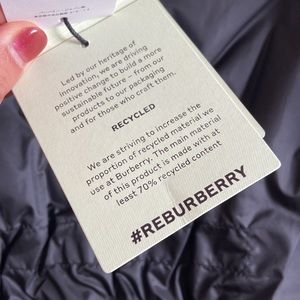 Led by our heritage of
innovation, we are driving
positive change to build a more
sustainable future – from our
products to our packaging
and for those who craft them.
RECYCLED
We are striving to increase the
proportion of recycled material we
use at Burberry. The main material
of this product is made with at
least 70% recycled content
#REBURBERRY